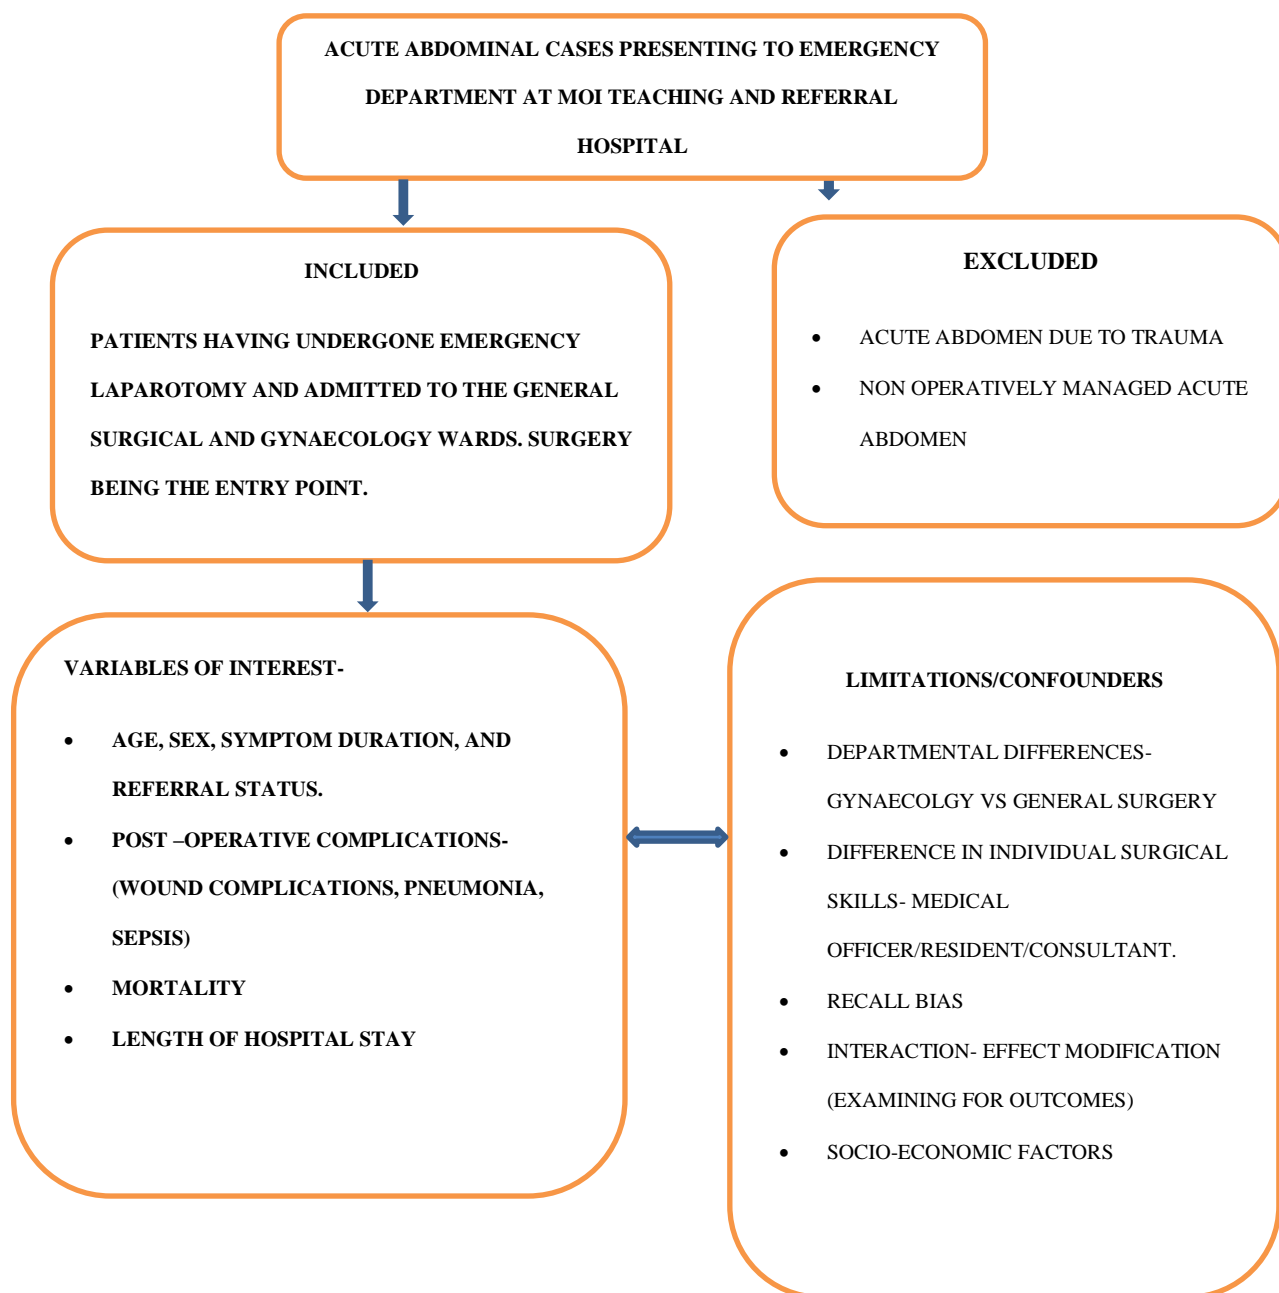 ACUTE ABDOMINAL CASES PRESENTING TO EMERGENCY
DEPARTMENT AT MOI TEACHING AND REFERRAL
HOSPITAL
INCLUDED
PATIENTS HAVING UNDERGONE EMERGENCY
LAPAROTOMY AND ADMITTED TO THE GENERAL
SURGICAL AND GYNAECOLOGY WARDS. SURGERY
BEING THE ENTRY POINT.
EXCLUDED
• ACUTE ABDOMEN DUE TO TRAUMA
• NON OPERATIVELY MANAGED ACUTE
ABDOMEN
VARIABLES OF INTEREST-
• AGE, SEX, SYMPTOM DURATION, AND
REFERRAL STATUS.
• POST –OPERATIVE COMPLICATIONS-
(WOUND COMPLICATIONS, PNEUMONIA,
SEPSIS)
• MORTALITY
• LENGTH OF HOSPITAL STAY
LIMITATIONS/CONFOUNDERS
• DEPARTMENTAL DIFFERENCES-
GYNAECOLGY VS GENERAL SURGERY
• DIFFERENCE IN INDIVIDUAL SURGICAL
SKILLS- MEDICAL
OFFICER/RESIDENT/CONSULTANT.
• RECALL BIAS
• INTERACTION- EFFECT MODIFICATION
(EXAMINING FOR OUTCOMES)
• SOCIO-ECONOMIC FACTORS